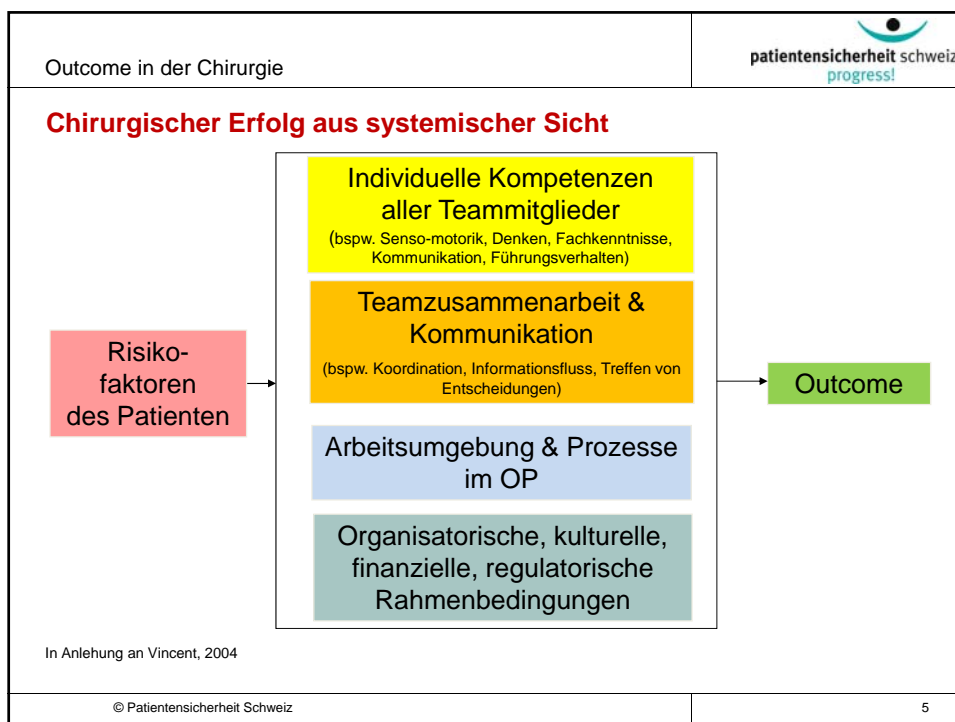 Outcome in der Chirurgie
patientensicherheit schweiz
progress!
Chirurgischer Erfolg aus systemischer Sicht
Individuelle Kompetenzen
aller Teammitglieder
(bspw. Senso-motorik, Denken, Fachkenntnisse,
Kommunikation, Führungsverhalten)
Teamzusammenarbeit &
Kommunikation
(bspw. Koordination, Informationsfluss, Treffen von
Entscheidungen)
Risiko-
faktoren
des Patienten
Outcome
Arbeitsumgebung & Prozesse
im OP
Organisatorische, kulturelle,
finanzielle, regulatorische
Rahmenbedingungen
In Anlehung an Vincent, 2004
© Patientensicherheit Schweiz
5